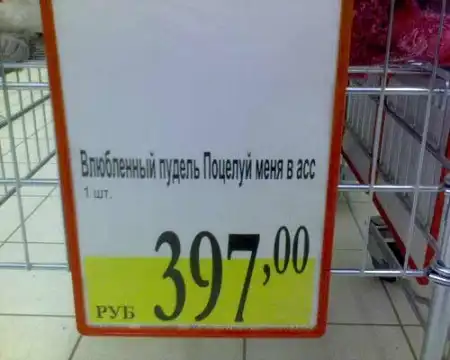 Влюбленный пудель Поцелуй меня в асс
1 шт.
РУБ 397,00